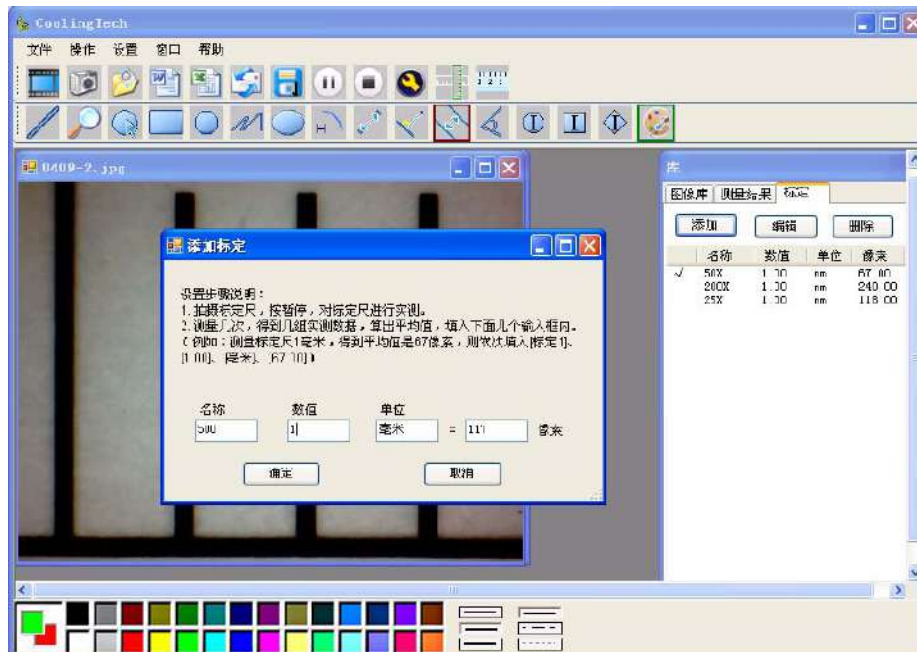 CoolingTech
文件 操作 设置 窗口 帮助
0409-2.jpg
库
图像库 测量结果 标定
添加 编辑 删除
名称 数值 单位 像素
50X 1.00 mm 67.00
200X 1.00 mm 240.00
25X 1.00 mm 118.00
添加标定
设置步骤说明：
1.拍摄标定尺，按暂停，对标定尺进行实测。
2.测量几次，得到几组实测数据，算出平均值，填入下面几个输入框内。
(例如：测量标定尺1毫米，得到平均值是67像素，则依次填入[标定1]、
[1.00]、[毫米]、[67.00])
名称 数值 单位
1 毫米 = 像素
确定 取消